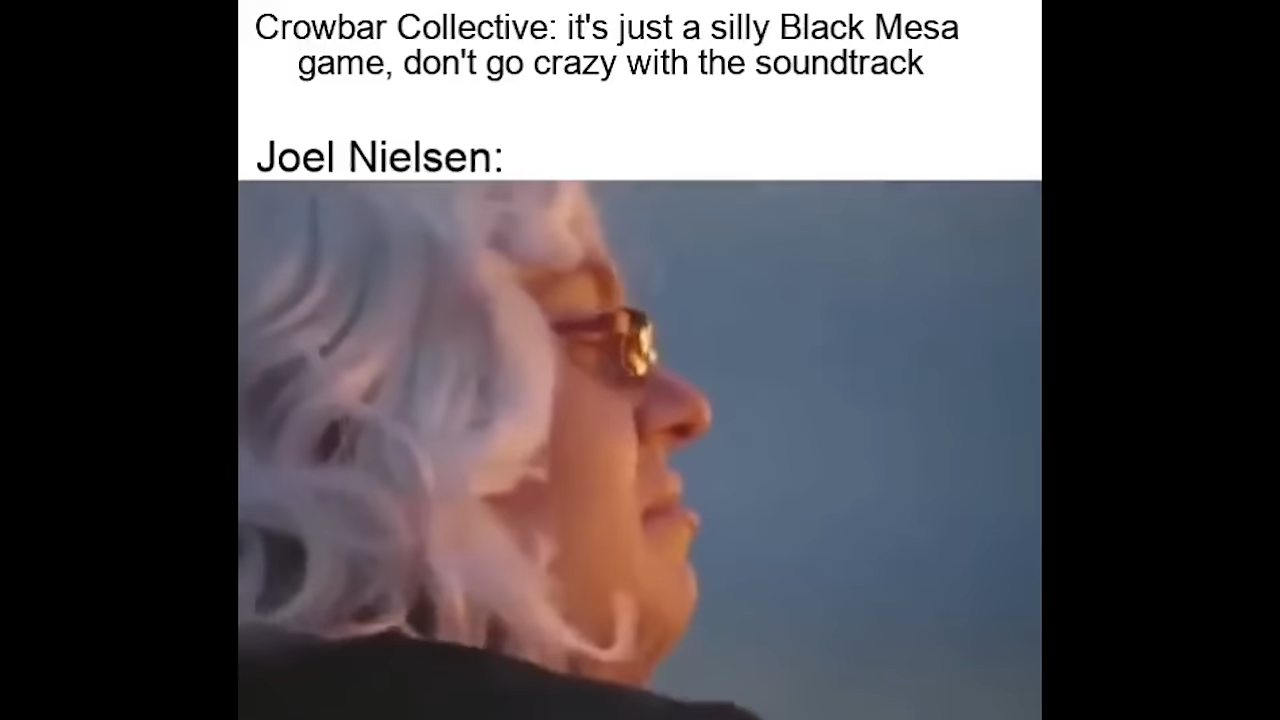 Crowbar Collective: it's just a silly Black Mesa
game, don't go crazy with the soundtrack
Joel Nielsen: